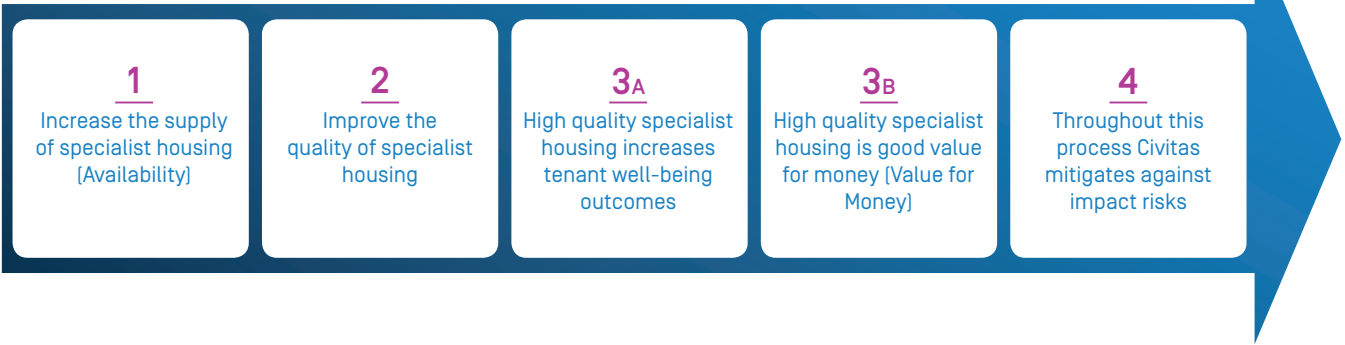 1
Increase the supply
of specialist housing
(Availability)
2
Improve the
quality of specialist
housing
3A
High quality specialist
housing increases
tenant well-being
outcomes
3B
High quality specialist
housing is good value
for money (Value for
Money)
4
Throughout this
process Civitas
mitigates against
impact risks